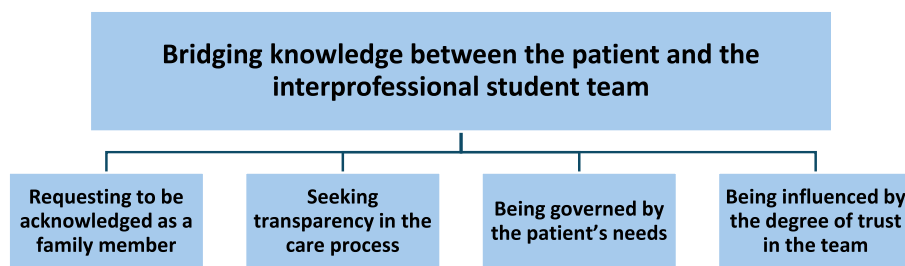 Bridging knowledge between the patient and the
interprofessional student team
Requesting to be
acknowledged as a
family member
Seeking
transparency in the
care process
Being governed by
the patient's needs
Being influenced by
the degree of trust
in the team